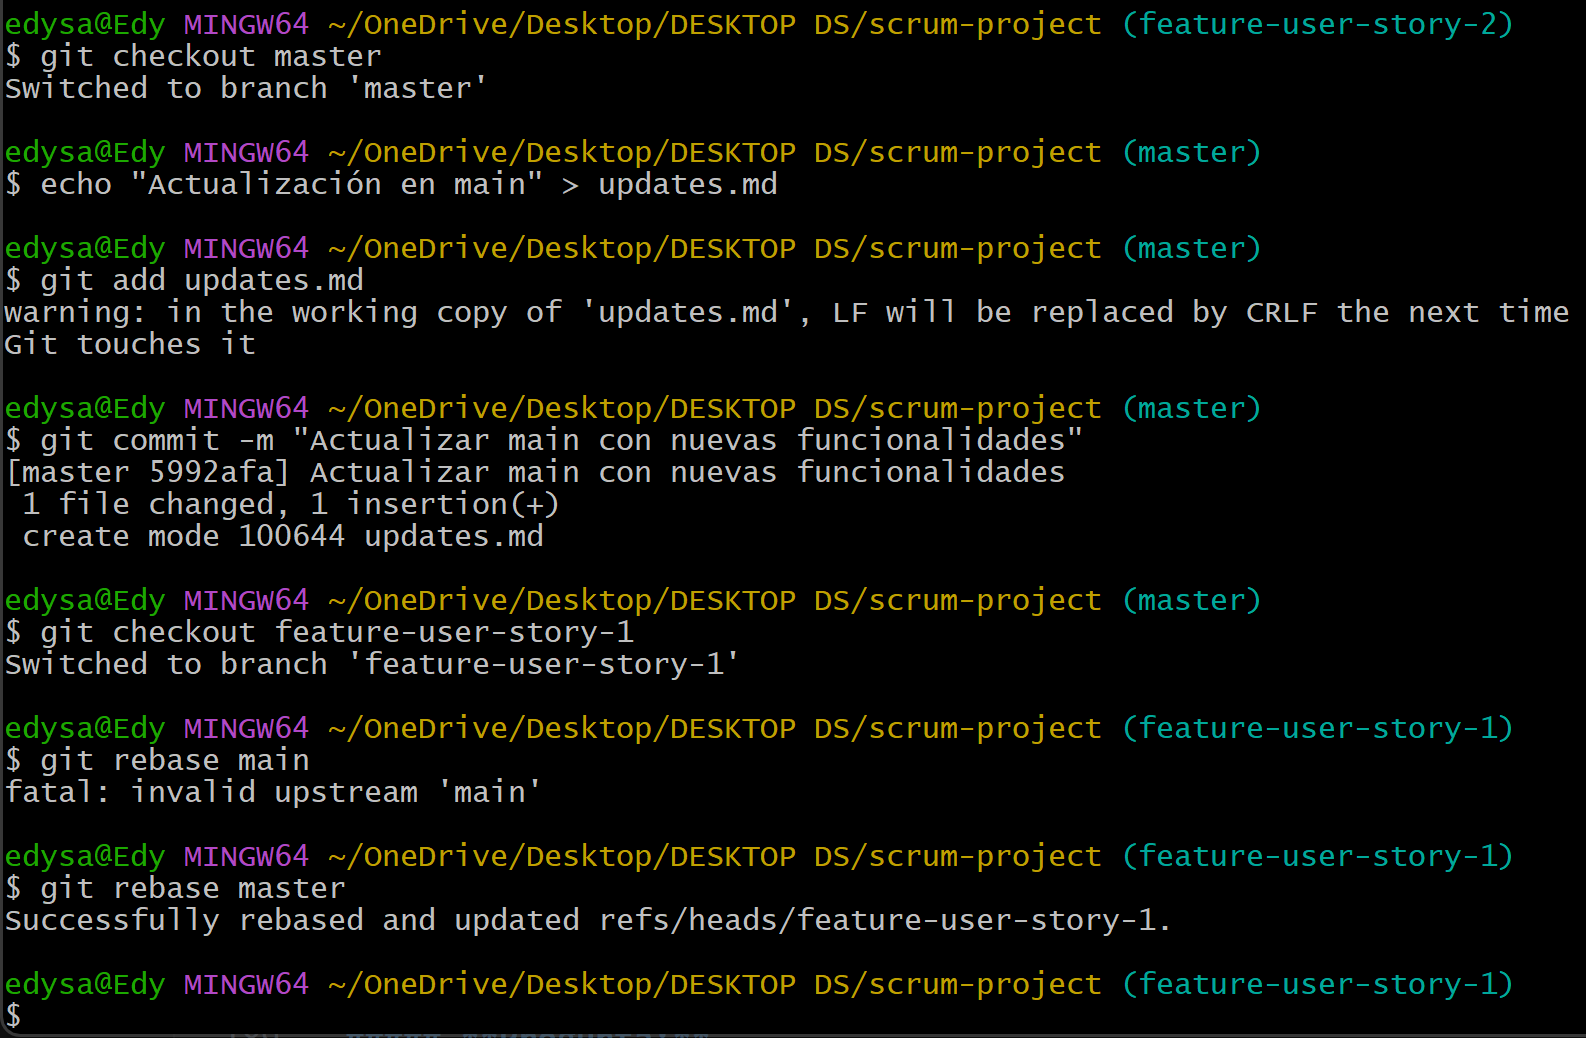 edysa@Edy MINGW64 ~/OneDrive/Desktop/DESKTOP DS/scrum-project (feature-user-story-2)
$ git checkout master
Switched to branch 'master'
edysa@Edy MINGW64 ~/OneDrive/Desktop/DESKTOP DS/scrum-project (master)
$ echo "Actualización en main" > updates.md
edysa@Edy MINGW64 ~/OneDrive/Desktop/DESKTOP DS/scrum-project (master)
$ git add updates.md
warning: in the working copy of 'updates.md', LF will be replaced by CRLF the next time
Git touches it
edysa@Edy MINGW64 ~/OneDrive/Desktop/DESKTOP DS/scrum-project (master)
$ git commit -m "Actualizar main con nuevas funcionalidades"
[master 5992afa] Actualizar main con nuevas funcionalidades
 1 file changed, 1 insertion(+)
 create mode 100644 updates.md
edysa@Edy MINGW64 ~/OneDrive/Desktop/DESKTOP DS/scrum-project (master)
$ git checkout feature-user-story-1
Switched to branch 'feature-user-story-1'
edysa@Edy MINGW64 ~/OneDrive/Desktop/DESKTOP DS/scrum-project (feature-user-story-1)
$ git rebase main
fatal: invalid upstream 'main'
edysa@Edy MINGW64 ~/OneDrive/Desktop/DESKTOP DS/scrum-project (feature-user-story-1)
$ git rebase master
Successfully rebased and updated refs/heads/feature-user-story-1.
edysa@Edy MINGW64 ~/OneDrive/Desktop/DESKTOP DS/scrum-project (feature-user-story-1)
$